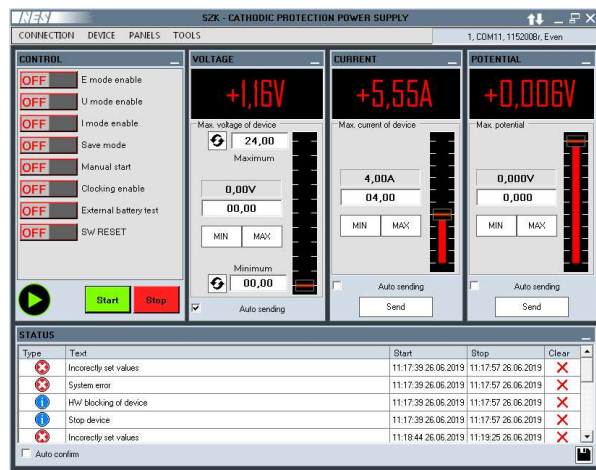 NES
SZK - CATHODIC PROTECTION POWER SUPPLY
CONNECTION DEVICE PANELS TOOLS
1, COM11, 115200Br, Even
CONTROL
OFF E mode enable
OFF U mode enable
OFF I mode enable
OFF Save mode
OFF Manual start
OFF Clocking enable
OFF External battery test
OFF SW RESET
Start Stop
VOLTAGE
+1,16V
Max. voltage of device
24,00
Maximum
0,00V
00,00
MIN MAX
Minimum
00,00
Auto sending
CURRENT
+5,55A
Max. current of device
4,00A
04,00
MIN MAX
Auto sending
Send
POTENTIAL
+0,006V
Max. potential
0,000V
0,000
MIN MAX
Auto sending
Send
STATUS
Type Text Start Stop Clear
Incorectly set values 11:17:39 26.06.2019 11:17:57 26.06.2019
System error 11:17:39 26.06.2019 11:17:57 26.06.2019
HW blocking of device 11:17:39 26.06.2019 11:17:57 26.06.2019
Stop device 11:17:39 26.06.2019 11:17:57 26.06.2019
Incorectly set values 11:18:44 26.06.2019 11:19:25 26.06.2019
Auto confirm